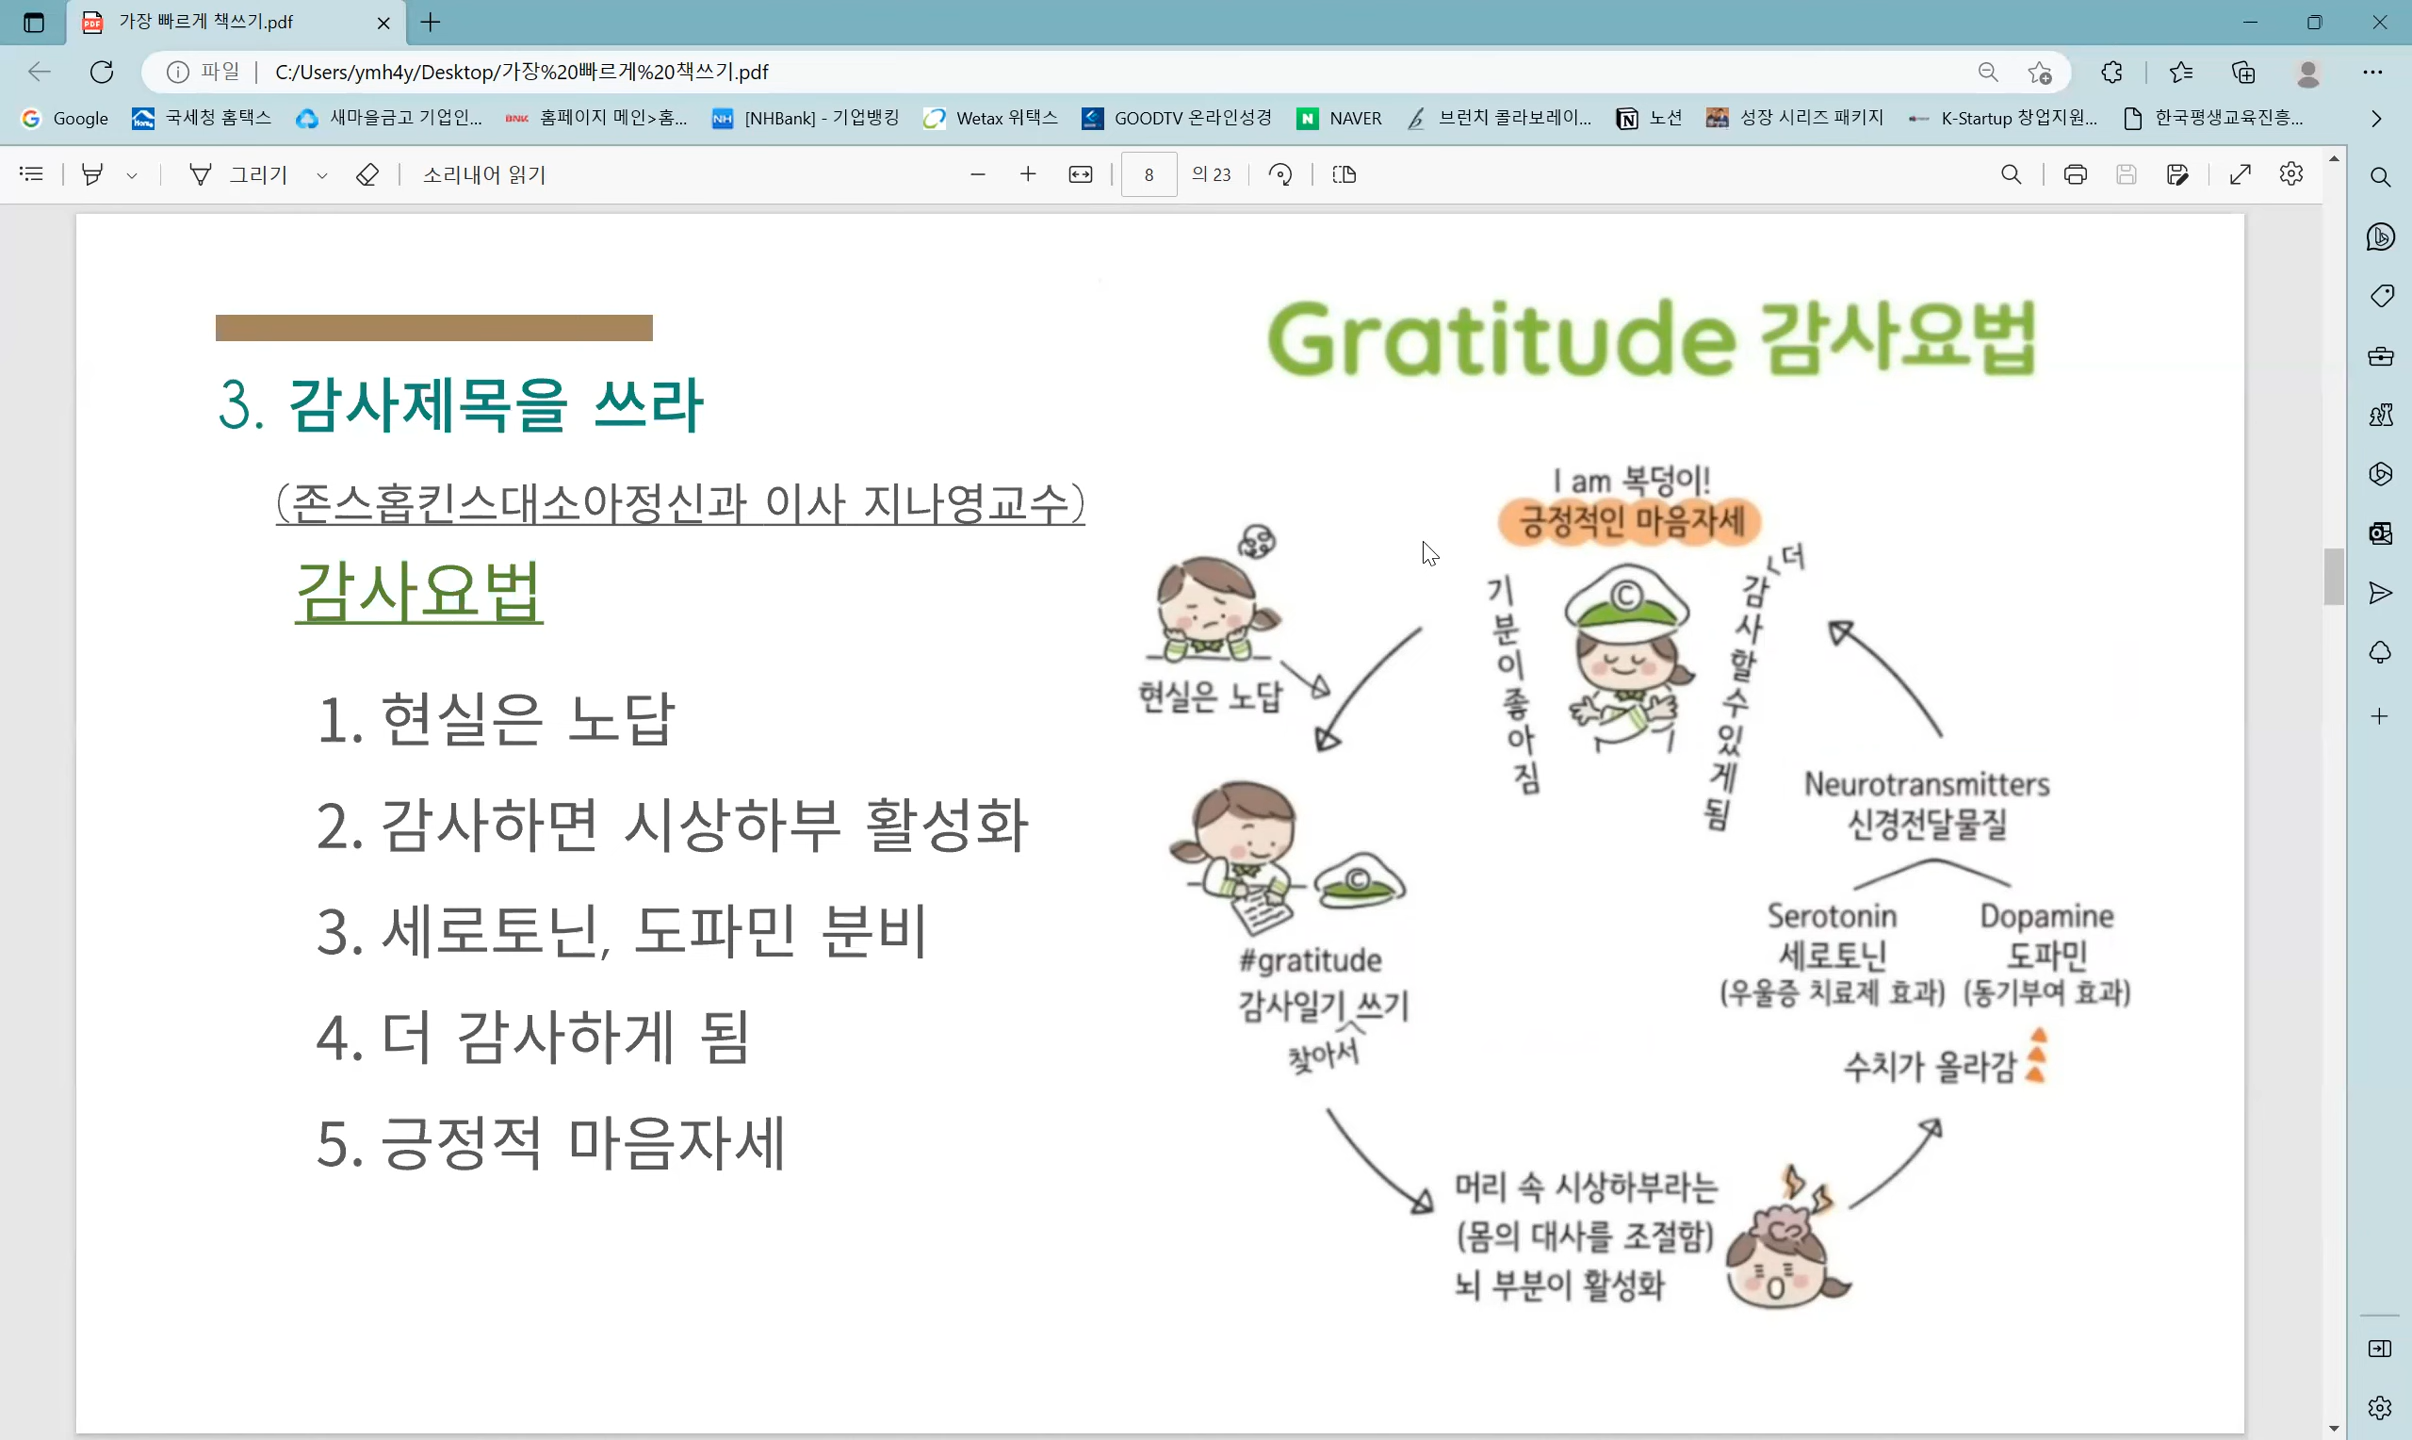 가장 빠르게 책쓰기.pdf
파일
C:/Users/ymh4y/Desktop/가장%20빠르게%20책쓰기.pdf
Google
국세청 홈택스
새마을금고 기업인...
BNK 홈페이지 메인>홈...
NH [NHBank] - 기업뱅킹
Wetax 위택스
GOODTV 온라인성경
N NAVER
브런치 콜라보레이...
노션
성장 시리즈 패키지
K-Startup 창업지원...
한국평생교육진흥...
그리기
소리내어 읽기
8 의 23
3. 감사제목을 쓰라
(존스홉킨스대소아정신과 이사 지나영교수)
감사요법
1. 현실은 노답
2. 감사하면 시상하부 활성화
3. 세로토닌, 도파민 분비
4. 더 감사하게 됨
5. 긍정적 마음자세
Gratitude 감사요법
I am 복덩이!
긍정적인 마음자세
기분이좋아짐
더
감사할수있게됨
현실은 노답
#gratitude
감사일기 쓰기
찾아서
머리 속 시상하부라는
(몸의 대사를 조절함)
뇌 부분이 활성화
Neurotransmitters
신경전달물질
Serotonin
세로토닌
(우울증 치료제 효과)
Dopamine
도파민
(동기부여 효과)
수치가 올라감